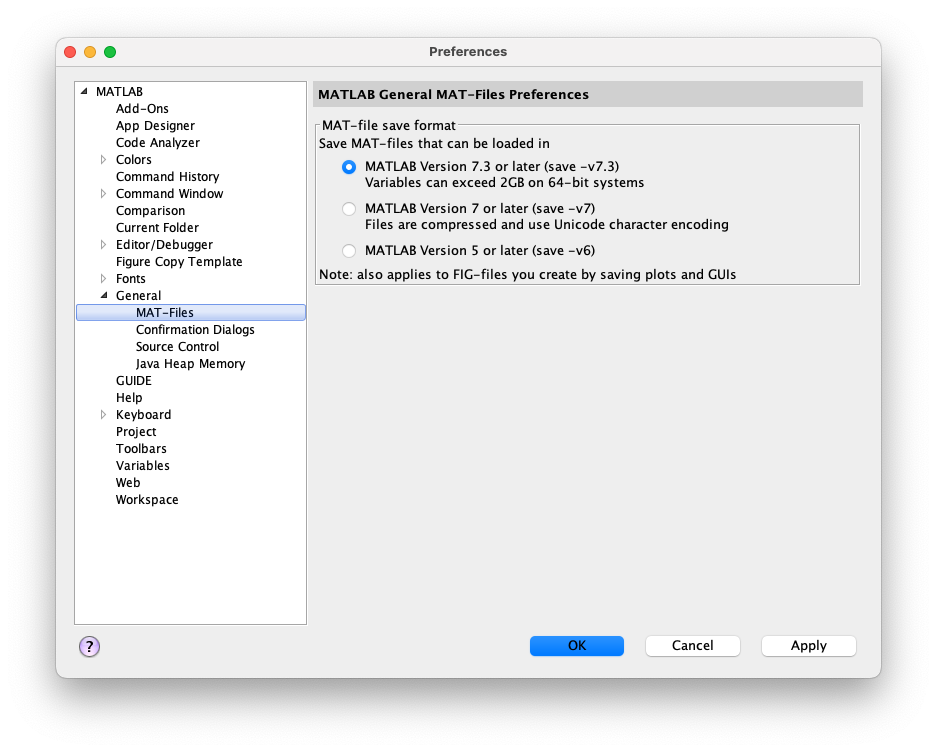 Preferences
MATLAB
Add-Ons
App Designer
Code Analyzer
Colors
Command History
Command Window
Comparison
Current Folder
Editor/Debugger
Figure Copy Template
Fonts
General
MAT-Files
Confirmation Dialogs
Source Control
Java Heap Memory
GUIDE
Help
Keyboard
Project
Toolbars
Variables
Web
Workspace
MATLAB General MAT-Files Preferences
MAT-file save format
Save MAT-files that can be loaded in
MATLAB Version 7.3 or later (save -v7.3)
Variables can exceed 2GB on 64-bit systems
MATLAB Version 7 or later (save -v7)
Files are compressed and use Unicode character encoding
MATLAB Version 5 or later (save -v6)
Note: also applies to FIG-files you create by saving plots and GUIs
?
OK
Cancel
Apply